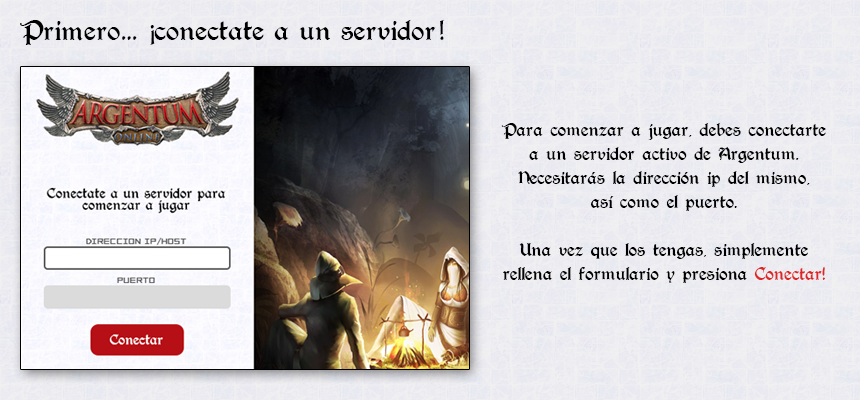 Primero... ¡conectate a un servidor!
ARGENTUM
ONLINE
Conectate a un servidor para
comenzar a jugar
DIRECCION IP/HOST
PUERTO
Conectar
Para comenzar a jugar, debes conectarte
a un servidor activo de Argentum.
Necesitarás la dirección ip del mismo,
así como el puerto.
Una vez que los tengas, simplemente
rellena el formulario y presiona Conectar!